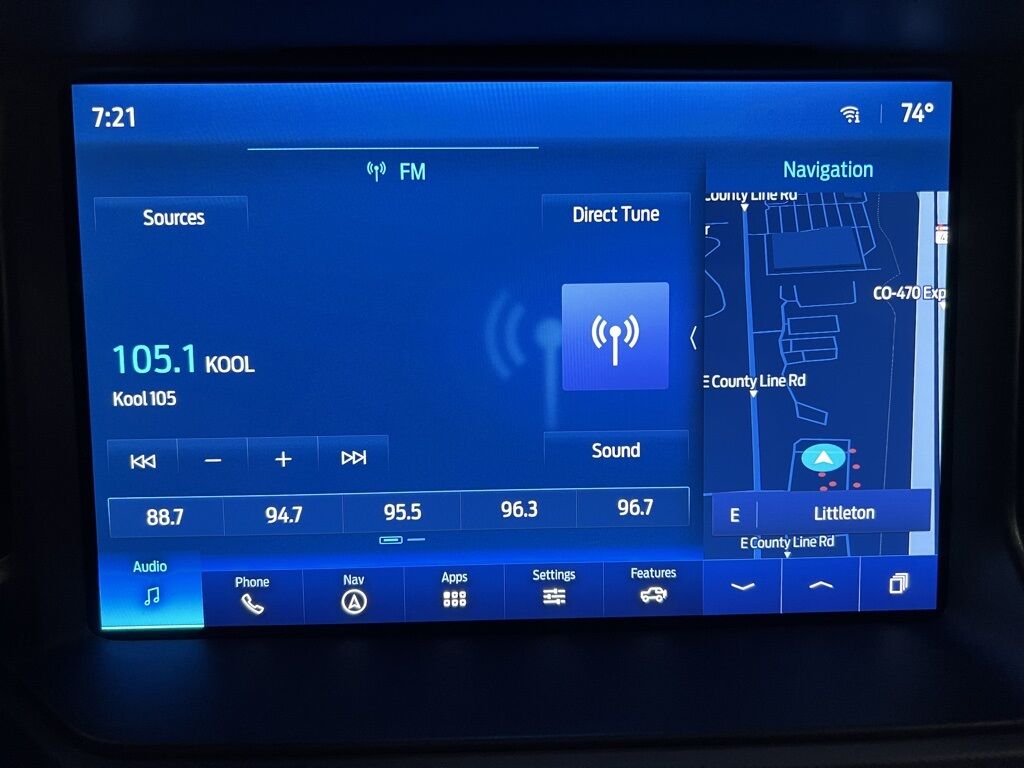 7:21
74°
FM
Navigation
Sources
Direct Tune
County Line Rd
CO-470 Exp
105.1 KOOL
Kool 105
E County Line Rd
Sound
88.7
94.7
95.5
96.3
96.7
E
Littleton
E County Line Rd
Audio
Phone
Nav
Apps
Settings
Features